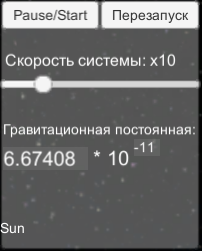 Pause/Start Перезапуск
Скорость системы: x10
Гравитационная постоянная:
6.67408 * 10 -11
Sun